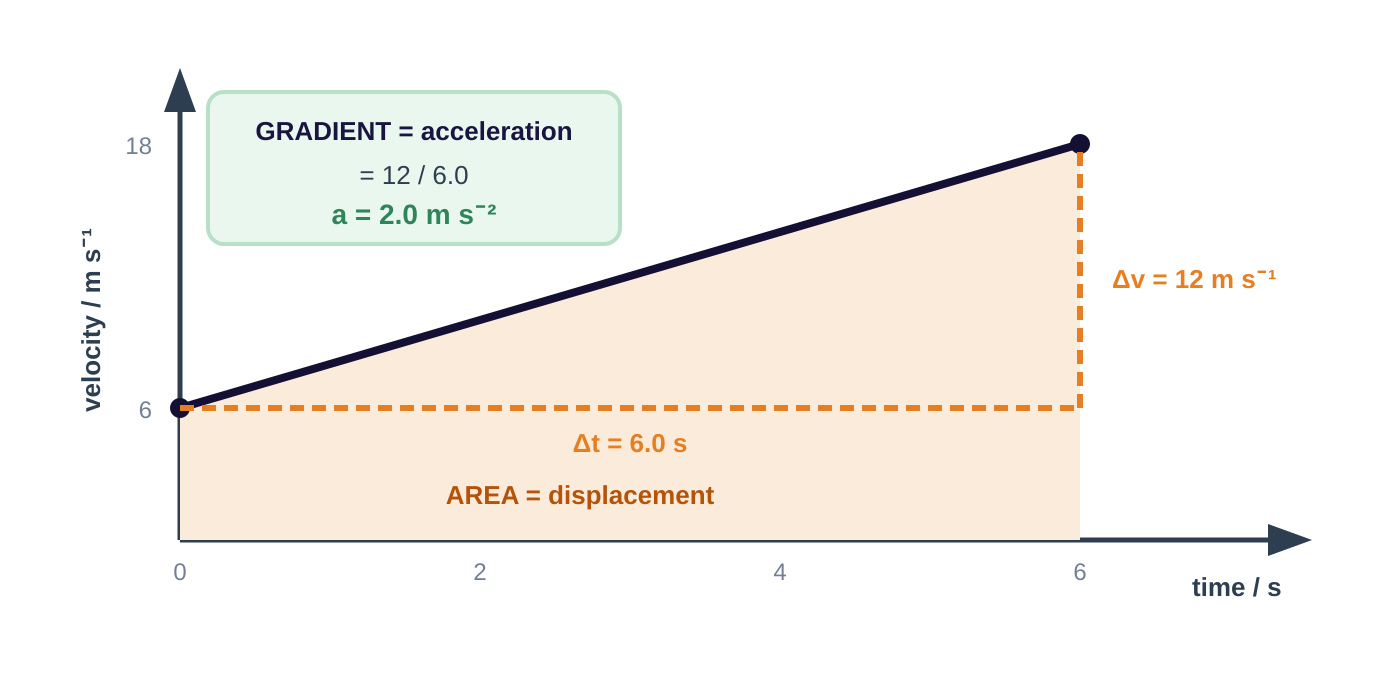 GRADIENT = acceleration
= 12 / 6.0
a = 2.0 m s⁻²
18
velocity / m s⁻¹
Δv = 12 m s⁻¹
6
Δt = 6.0 s
AREA = displacement
0
2
4
6
time / s